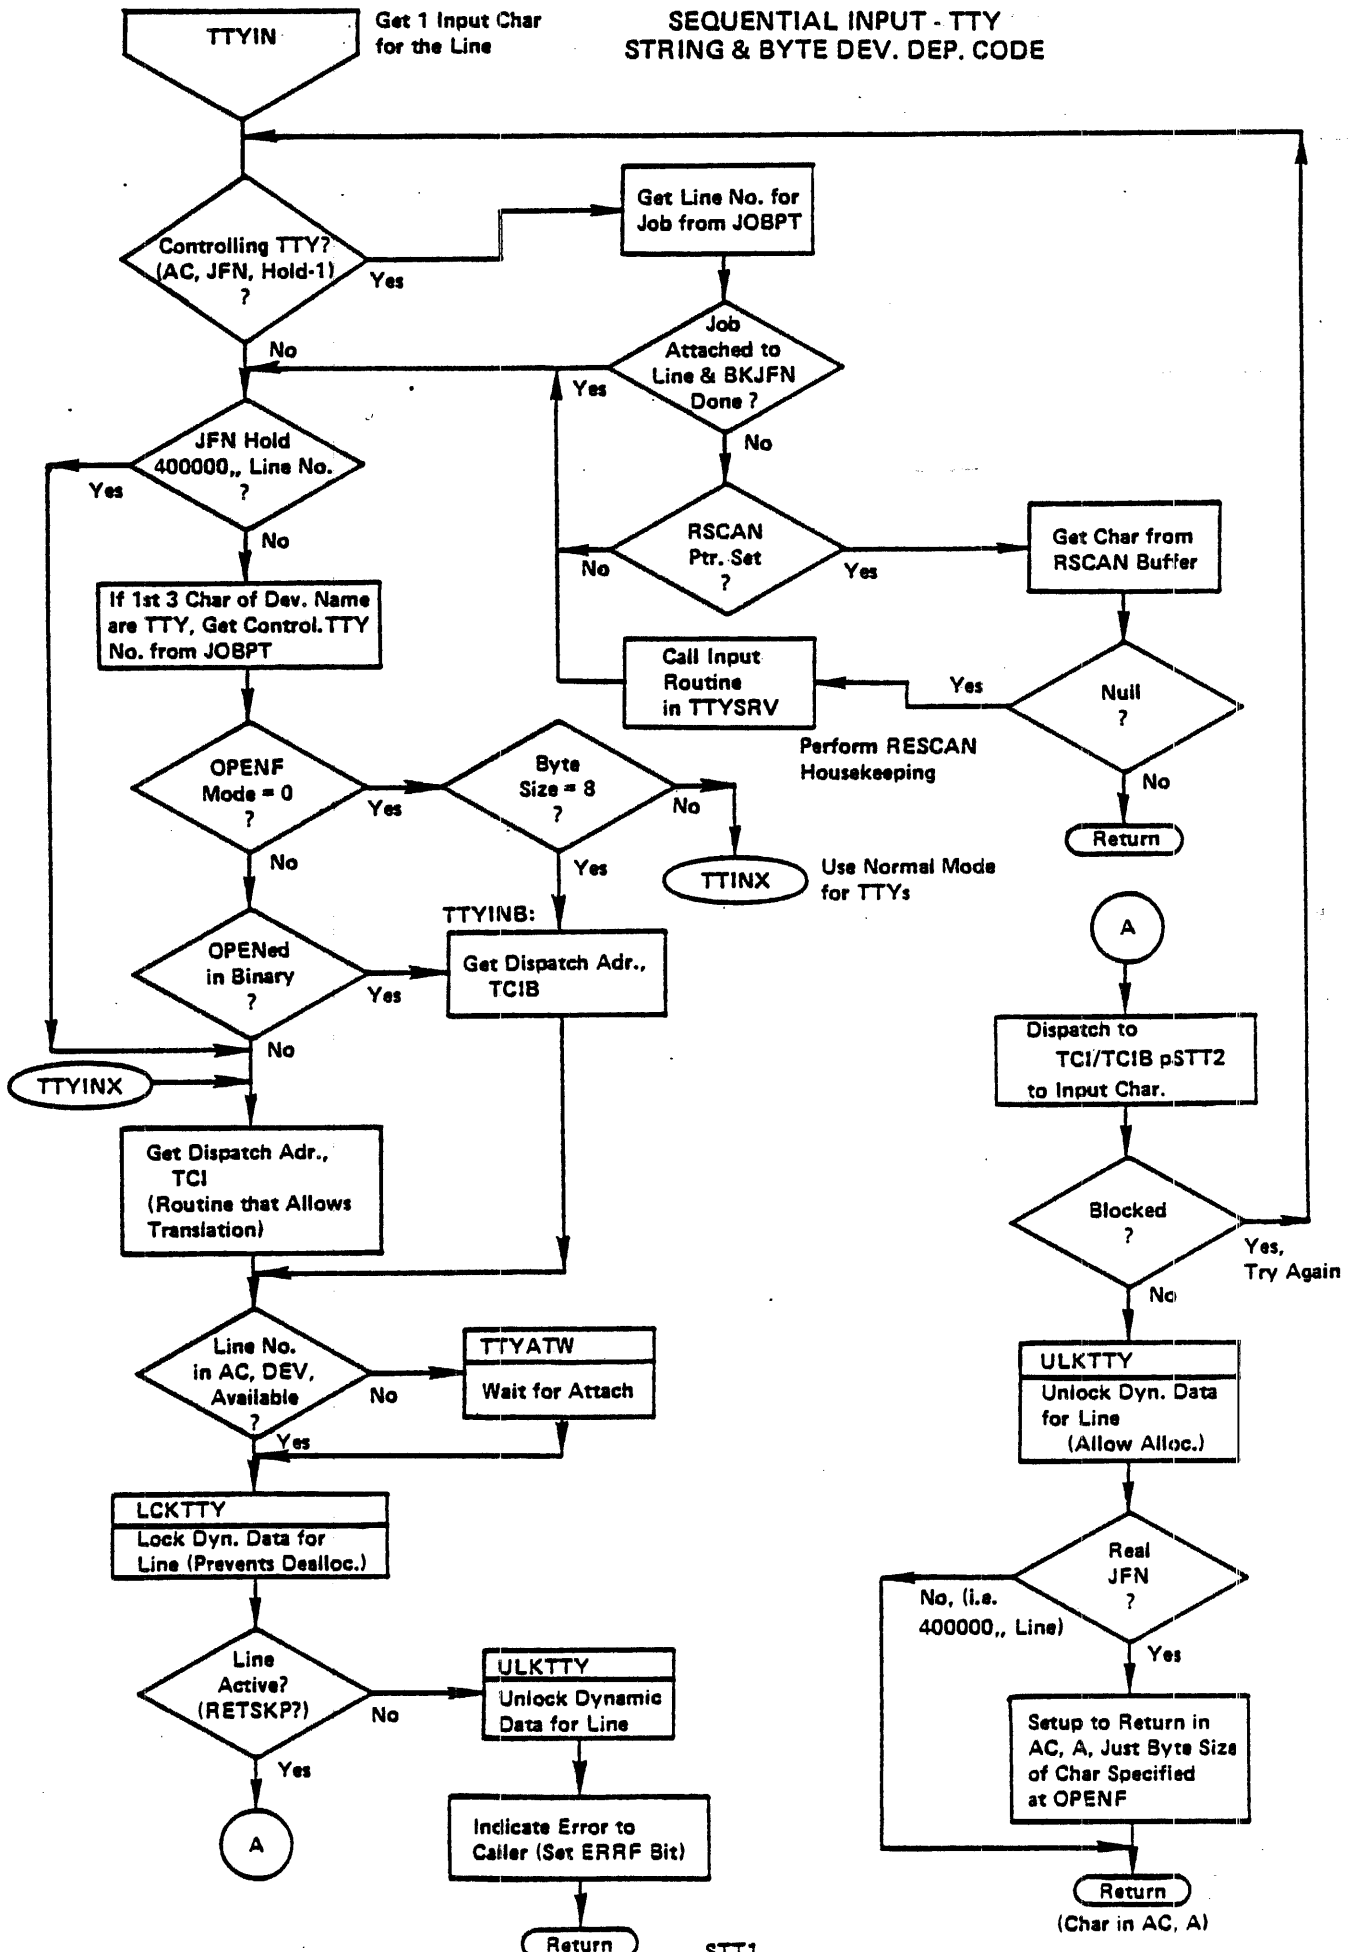 SEQUENTIAL INPUT - TTY
STRING & BYTE DEV. DEP. CODE
TTYIN
Get 1 Input Char
for the Line
Controlling TTY?
(AC, JFN, Hold-1)
?
Yes
No
Get Line No. for
Job from JOBPT
Job
Attached to
Line & BKJFN
Done ?
Yes
No
JFN Hold
400000,, Line No.
?
Yes
No
RSCAN
Ptr. Set
?
No
Yes
Get Char from
RSCAN Buffer
If 1st 3 Char of Dev. Name
are TTY, Get Control.TTY
No. from JOBPT
Call Input
Routine
in TTYSRV
Yes
Null
?
No
Perform RESCAN
Housekeeping
Return
OPENF
Mode = 0
?
Yes
No
Byte
Size = 8
?
No
Yes
TTINX
Use Normal Mode
for TTYs
TTYINB:
Get Dispatch Adr.,
TCIB
OPENed
in Binary
?
Yes
No
TTYINX
Get Dispatch Adr.,
TCI
(Routine that Allows
Translation)
Line No.
in AC, DEV,
Available
?
No
Yes
TTYATW
Wait for Attach
LCKTTY
Lock Dyn. Data for
Line (Prevents Dealloc.)
Line
Active?
(RETSKP?)
No
Yes
A
ULKTTY
Unlock Dynamic
Data for Line
Indicate Error to
Caller (Set ERRF Bit)
Return
A
Dispatch to
TCI/TCIB pSTT2
to Input Char.
Blocked
?
Yes,
Try Again
No
ULKTTY
Unlock Dyn. Data
for Line
(Allow Alloc.)
Real
JFN
?
No, (i.e.
400000,, Line)
Yes
Setup to Return in
AC, A, Just Byte Size
of Char Specified
at OPENF
Return
(Char in AC, A)
STT1